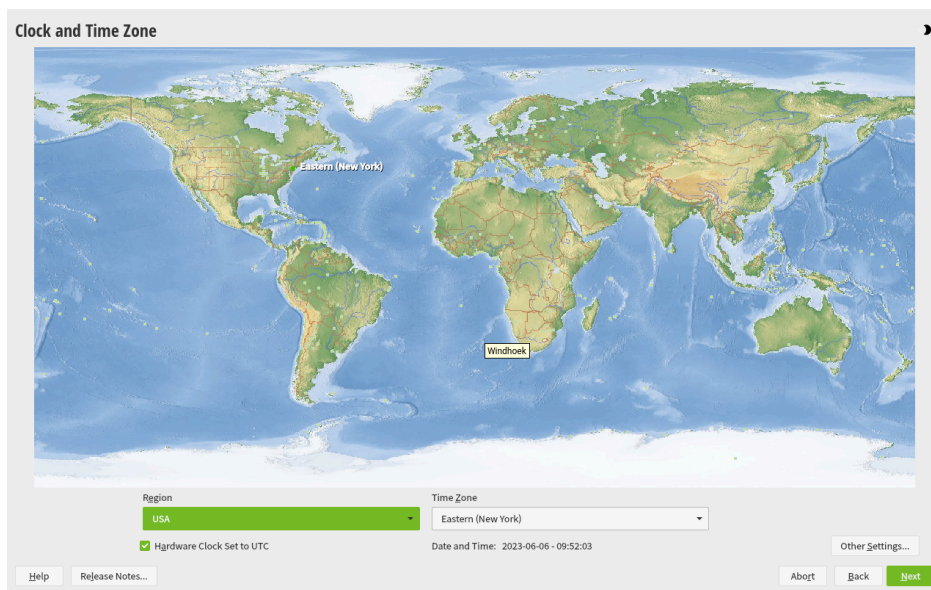 Clock and Time Zone
Eastern (New York)
Windhoek
Region
Time Zone
USA
Eastern (New York)
Hardware Clock Set to UTC
Date and Time: 2023-06-06 - 09:52:03
Other Settings...
Help
Release Notes...
Abort
Back
Next